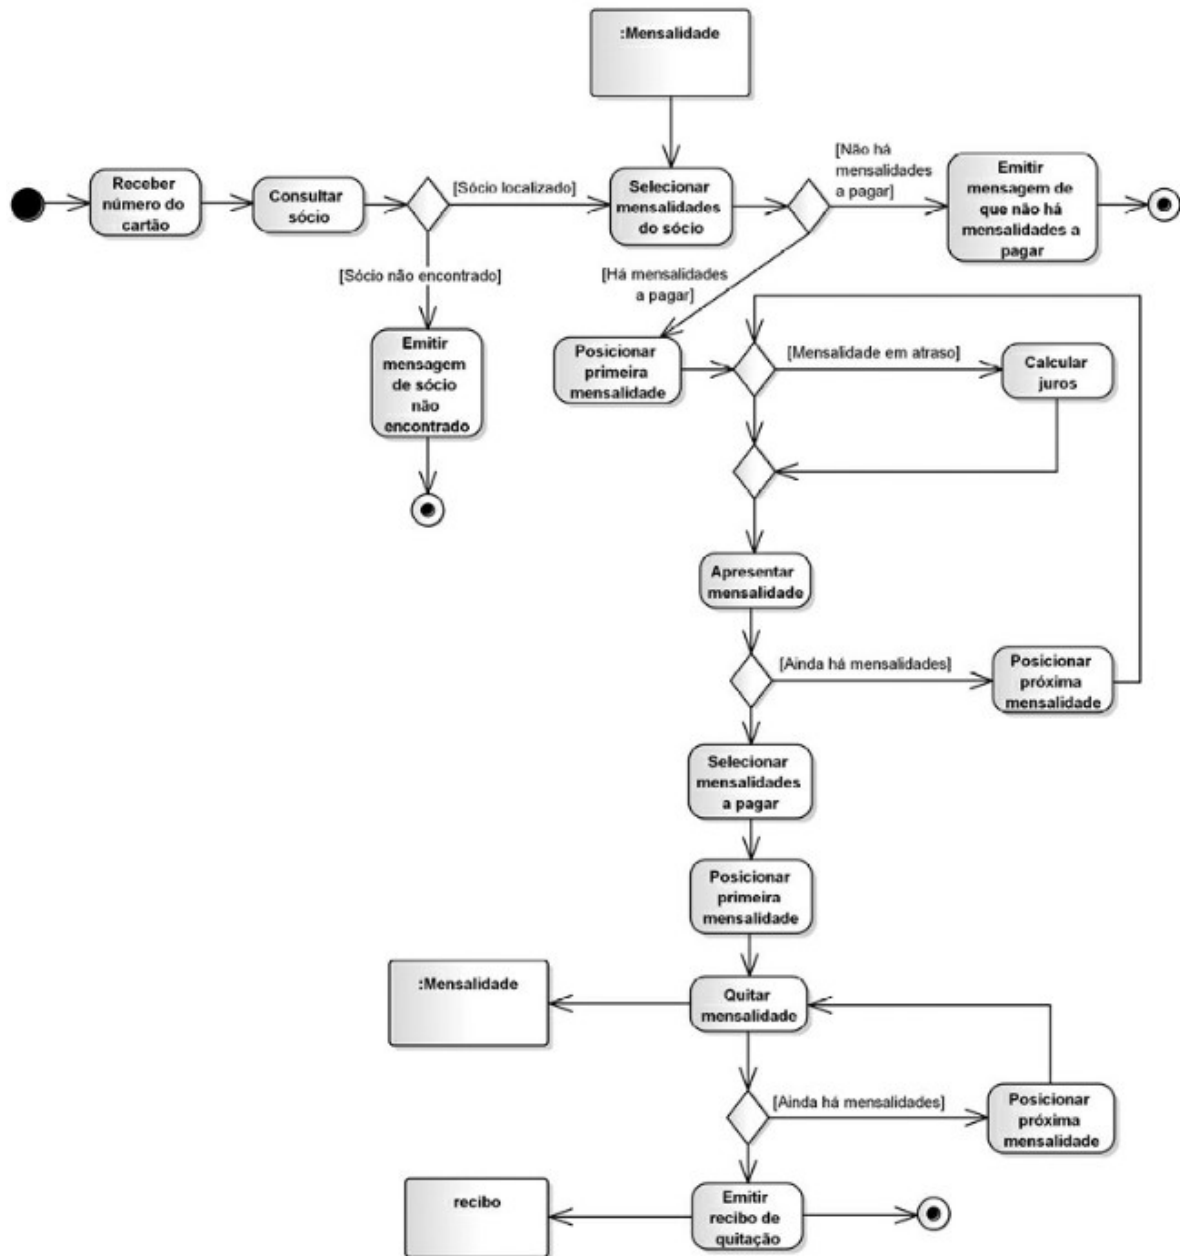 :Mensalidade
Receber
número do
cartão
Consultar
sócio
[Sócio localizado]
Selecionar
mensalidades
do sócio
[Não há
mensalidades
a pagar]
Emitir
mensagem de
que não há
mensalidades a
pagar
[Sócio não encontrado]
[Há mensalidades
a pagar]
Emitir
mensagem
de sócio
não
encontrado
Posicionar
primeira
mensalidade
[Mensalidade em atraso]
Calcular
juros
Apresentar
mensalidade
[Ainda há mensalidades]
Posicionar
próxima
mensalidade
Selecionar
mensalidades
a pagar
Posicionar
primeira
mensalidade
:Mensalidade
Quitar
mensalidade
[Ainda há mensalidades]
Posicionar
próxima
mensalidade
recibo
Emitir
recibo de
quitação